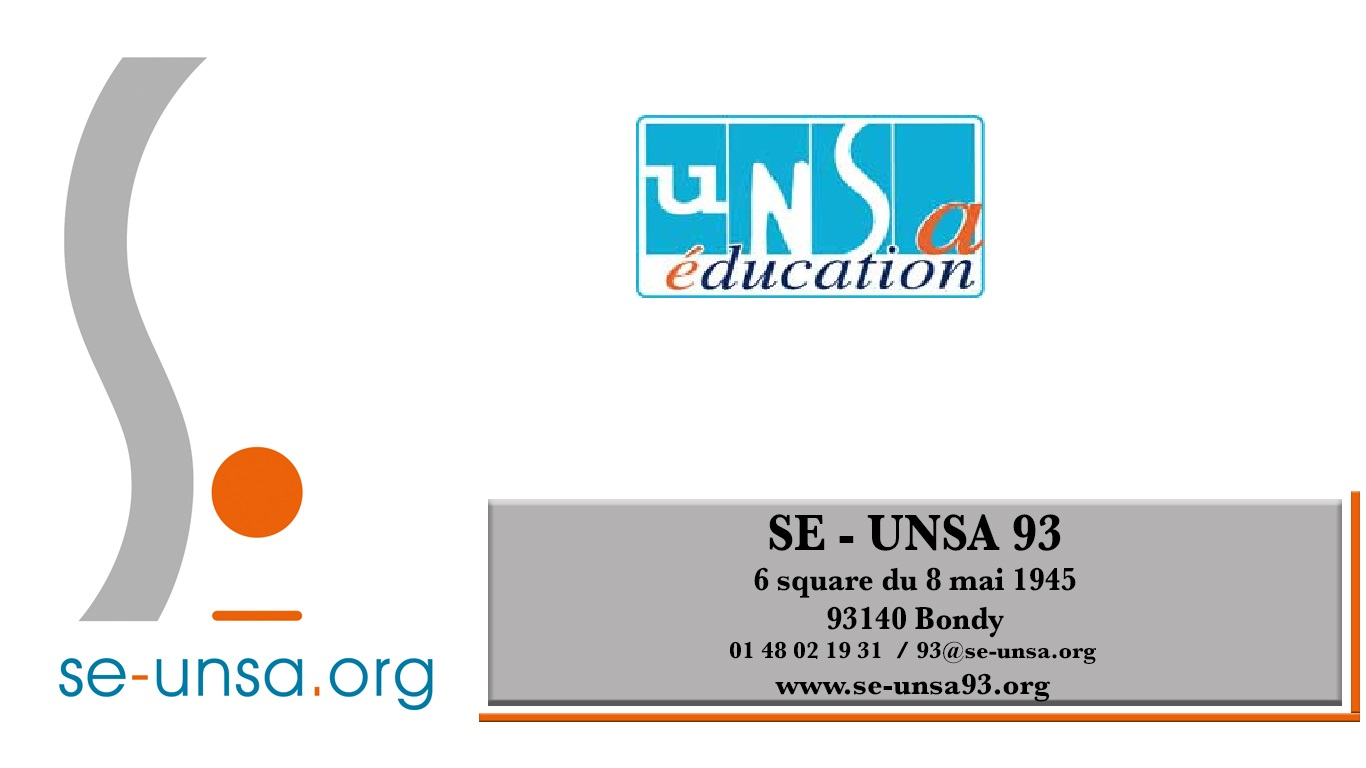 unsa
éducation
SE - UNSA 93
6 square du 8 mai 1945
93140 Bondy
01 48 02 19 31 / 93@se-unsa.org
www.se-unsa93.org
se-unsa.org